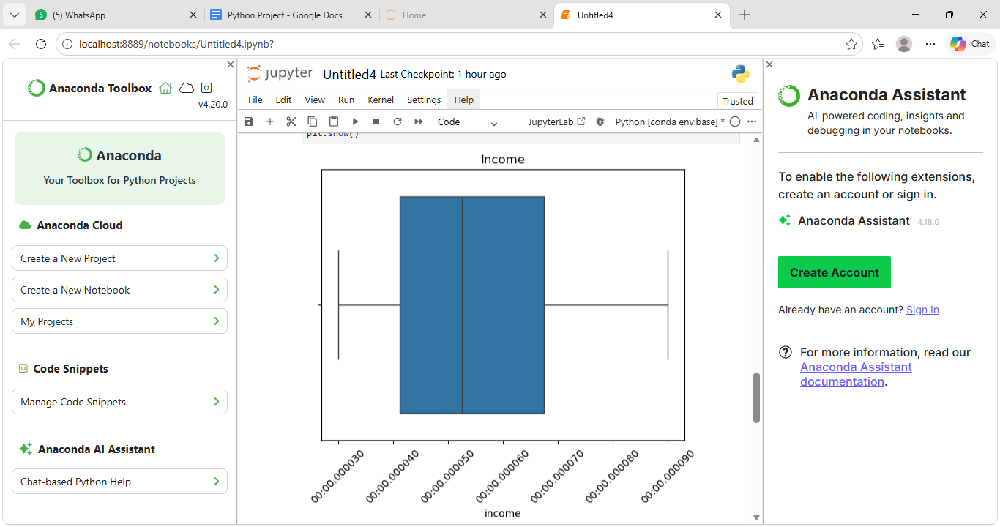 (5) WhatsApp
Python Project - Google Docs
Home
Untitled4
localhost:8889/notebooks/Untitled4.ipynb?
Chat
Anaconda Toolbox
v4.20.0
Anaconda
Your Toolbox for Python Projects
Anaconda Cloud
Create a New Project
Create a New Notebook
My Projects
Code Snippets
Manage Code Snippets
Anaconda AI Assistant
Chat-based Python Help
jupyter Untitled4 Last Checkpoint: 1 hour ago
File Edit View Run Kernel Settings Help
Trusted
Code
JupyterLab
Python [conda env:base] *
plt.show()
Income
00:00.000030
00:00.000040
00:00.000050
00:00.000060
00:00.000070
00:00.000080
00:00.000090
income
Anaconda Assistant
AI-powered coding, insights and
debugging in your notebooks.
To enable the following extensions,
create an account or sign in.
Anaconda Assistant 4.18.0
Create Account
Already have an account? Sign In
For more information, read our
Anaconda Assistant
documentation.